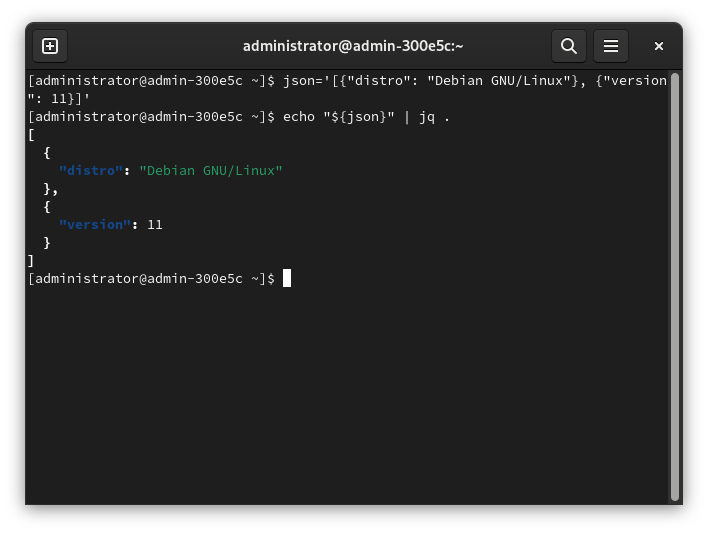 administrator@admin-300e5c:~
[administrator@admin-300e5c ~]$ json='[{"distro": "Debian GNU/Linux"}, {"version
": 11}]'
[administrator@admin-300e5c ~]$ echo "${json}" | jq .
[
  {
    "distro": "Debian GNU/Linux"
  },
  {
    "version": 11
  }
]
[administrator@admin-300e5c ~]$